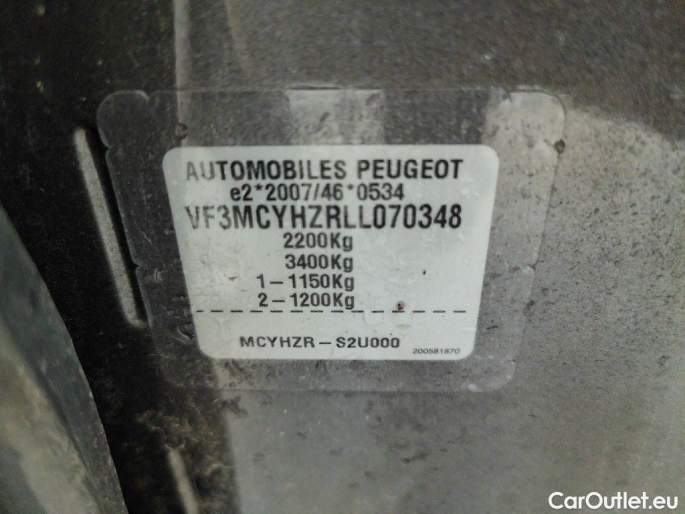 AUTOMOBILES PEUGEOT
e2*2007/46*0534
VF3MCYHZRLL070348
2200Kg
3400Kg
1-1150Kg
2-1200Kg
MCYHZR-S2U000
200581870
CarOutlet.eu